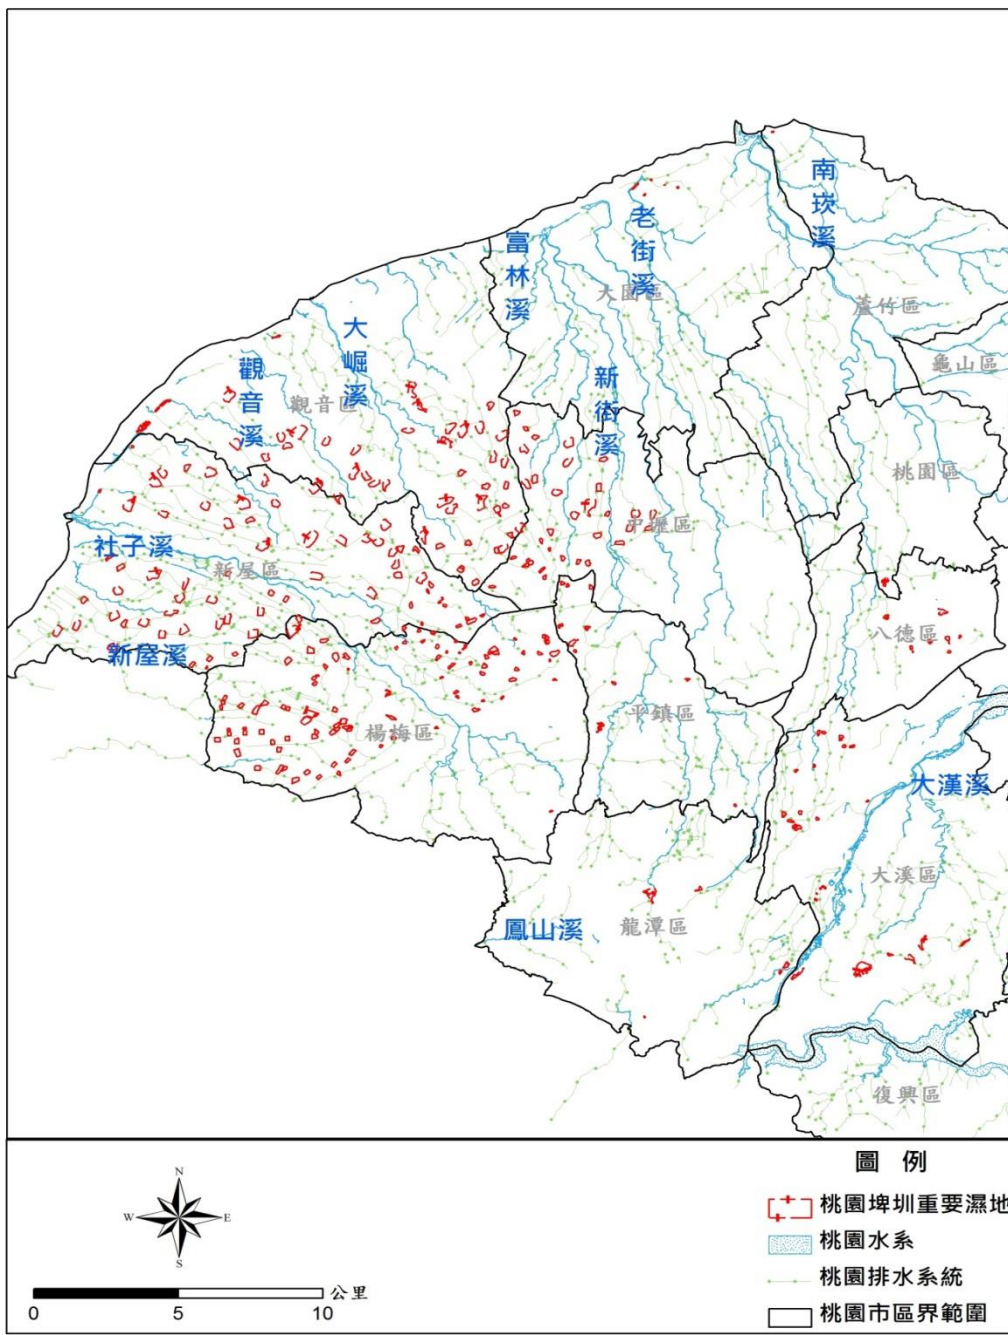 南崁溪
老街溪
富林溪
大園區
蘆竹區
大崛溪
龜山區
觀音溪
新街溪
觀音區
桃園區
中壢區
社子溪
新屋區
八德區
新屋溪
平鎮區
楊梅區
大漢溪
大溪區
鳳山溪
龍潭區
復興區
圖例
N
W E
S
桃園埤圳重要濕地
桃園水系
桃園排水系統
桃園市區界範圍
公里
0 5 10